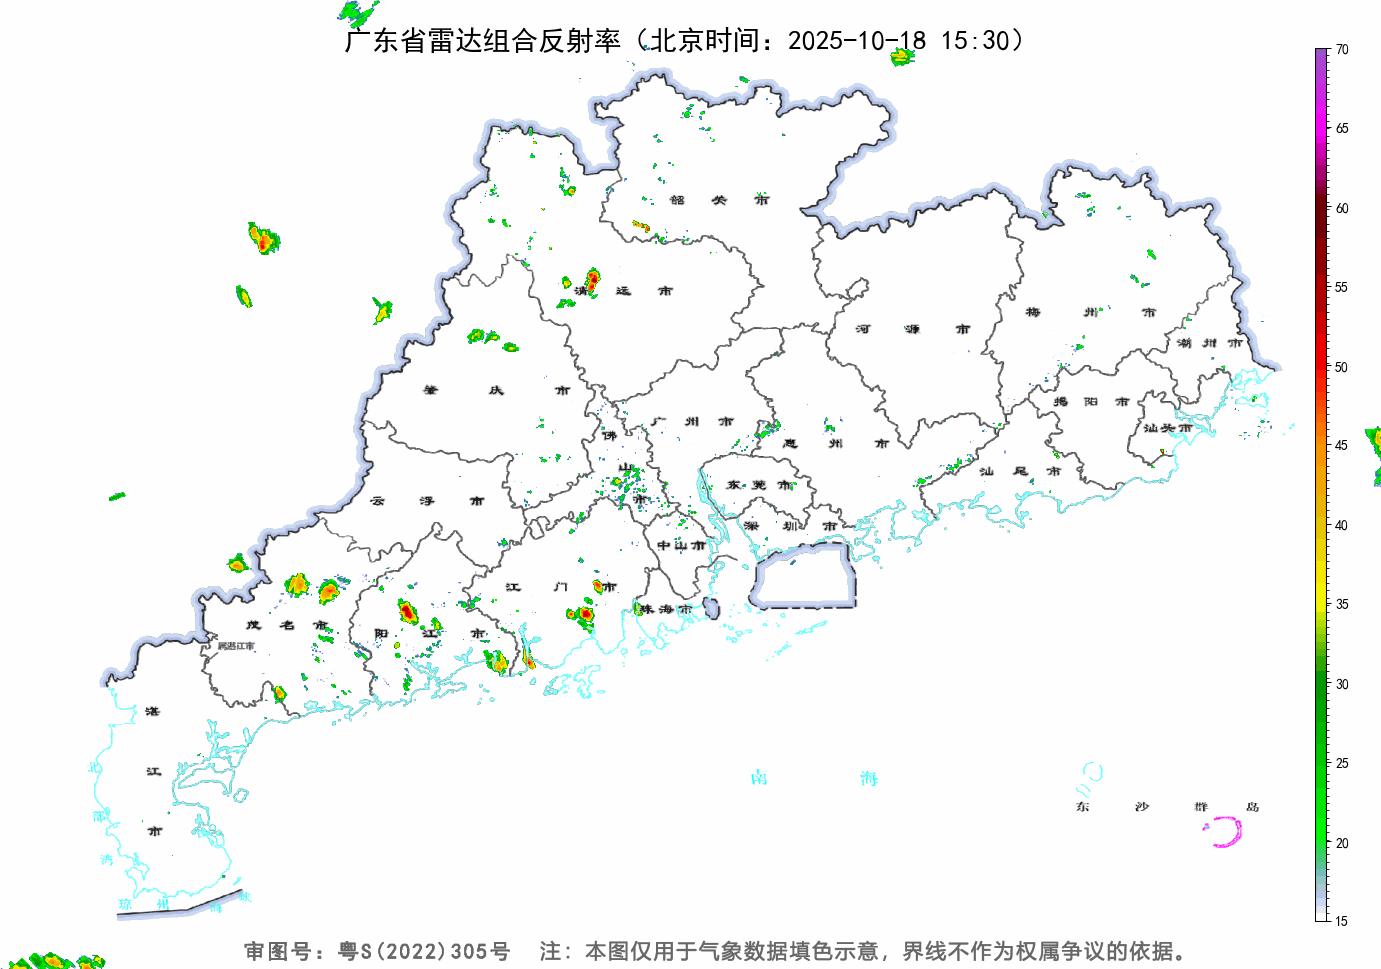 广东省雷达组合反射率（北京时间：2025-10-18 15:30）
70
65
60
55
50
45
40
35
30
25
20
15
韶关市
清远市
河源市
梅州市
潮州市
肇庆市
广州市
佛山市
惠州市
揭阳市
汕头市
汕尾市
云浮市
东莞市
深圳市
中山市
江门市
珠海市
茂名市
属湛江市
阳江市
湛江市
北部湾
琼州海峡
南海
东沙群岛
审图号：粤S(2022)305号 注：本图仅用于气象数据填色示意，界线不作为权属争议的依据。